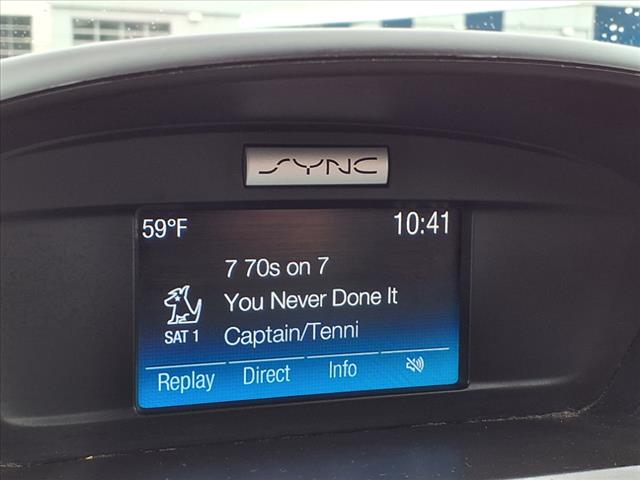 SYNC
59°F 10:41
7 70s on 7
You Never Done It
SAT 1 Captain/Tenni
Replay Direct Info